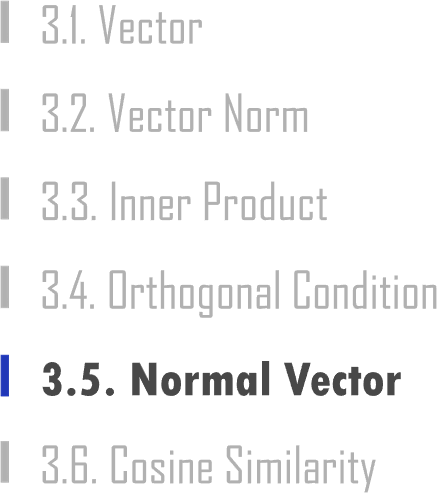 3.1. Vector
3.2. Vector Norm
3.3. Inner Product
3.4. Orthogonal Condition
3.5. Normal Vector
3.6. Cosine Similarity